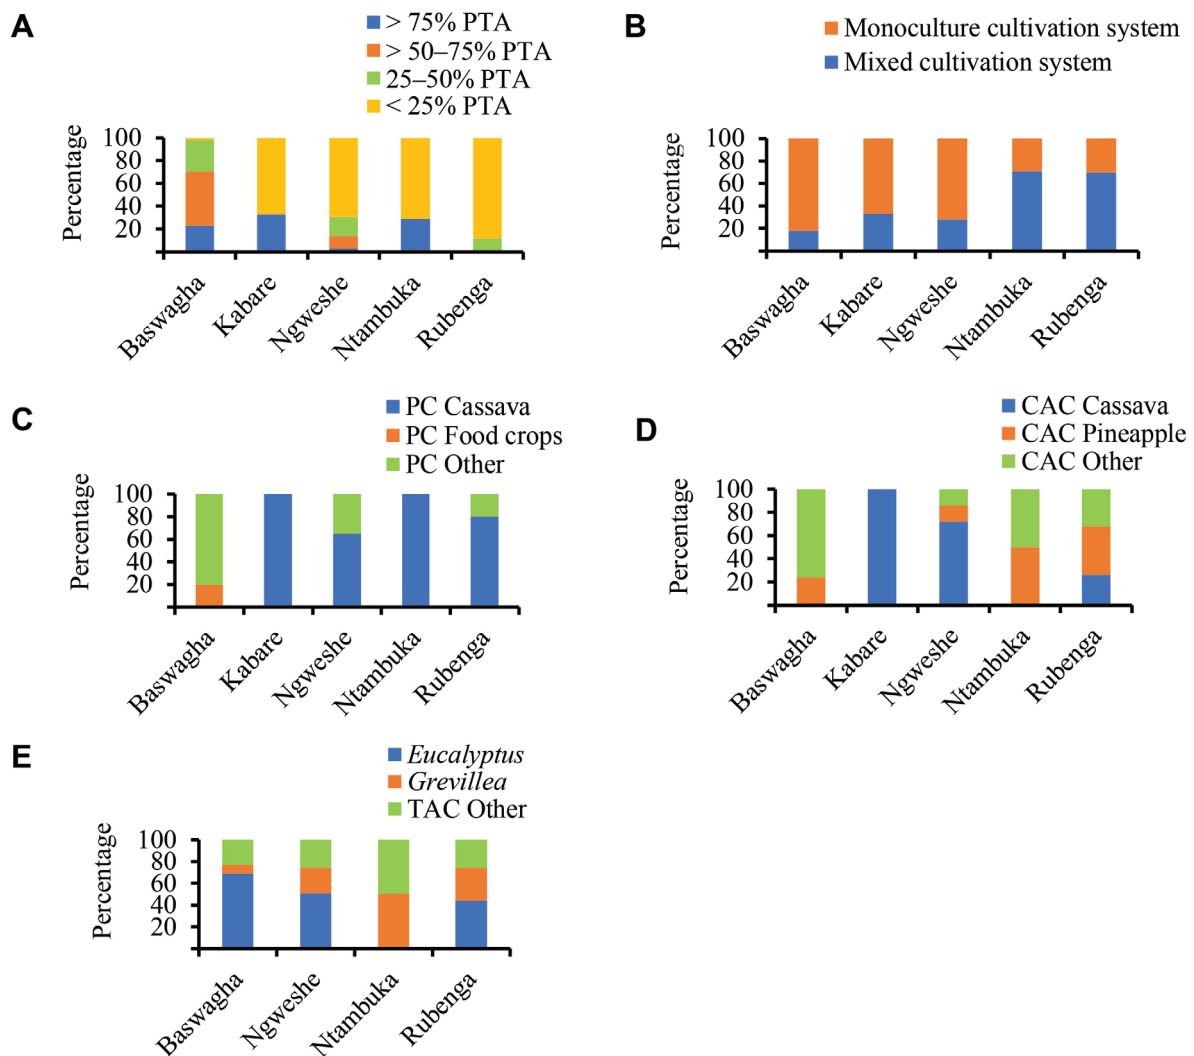 A
> 75% PTA
> 50–75% PTA
25–50% PTA
< 25% PTA
Percentage
100
80
60
40
20
Baswagha
Kabare
Ngweshe
Ntambuka
Rubenga
B
Monoculture cultivation system
Mixed cultivation system
Percentage
100
80
60
40
20
Baswagha
Kabare
Ngweshe
Ntambuka
Rubenga
C
PC Cassava
PC Food crops
PC Other
Percentage
100
80
60
40
20
Baswagha
Kabare
Ngweshe
Ntambuka
Rubenga
D
CAC Cassava
CAC Pineapple
CAC Other
Percentage
100
80
60
40
20
Baswagha
Kabare
Ngweshe
Ntambuka
Rubenga
E
Eucalyptus
Grevillea
TAC Other
Percentage
100
80
60
40
20
Baswagha
Ngweshe
Ntambuka
Rubenga